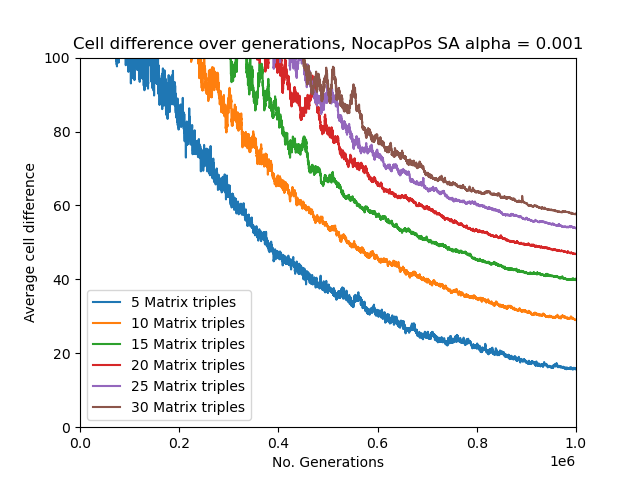 Cell difference over generations, NocapPos SA alpha = 0.001
Average cell difference
100
80
60
40
20
0
5 Matrix triples
10 Matrix triples
15 Matrix triples
20 Matrix triples
25 Matrix triples
30 Matrix triples
0.0 0.2 0.4 0.6 0.8 1.0
1e6
No. Generations